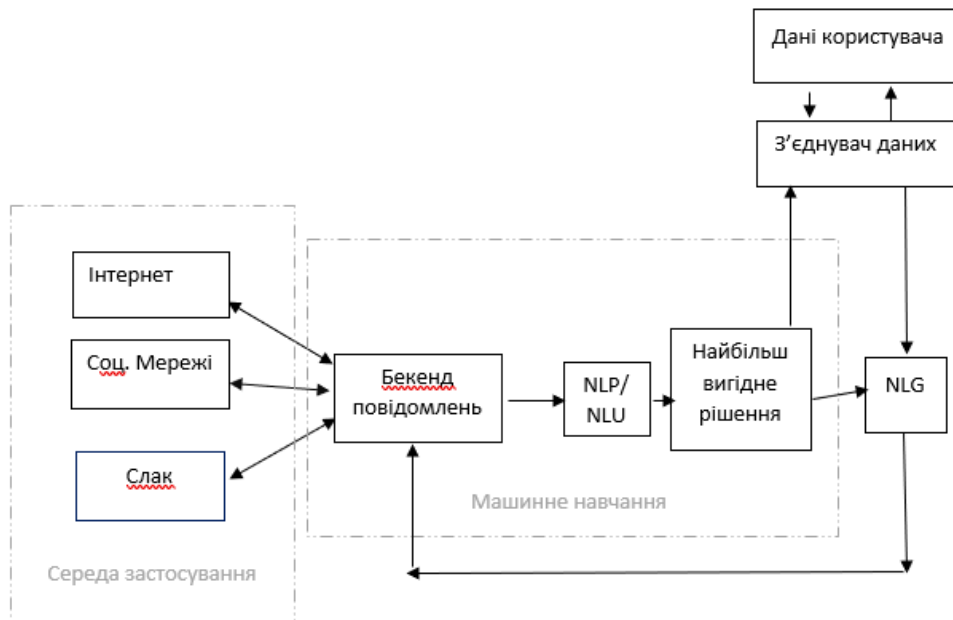 Дані користувача
З’єднувач даних
Інтернет
Соц. Мережі
Слак
Середа застосування
Бекенд
повідомлень
NLP/
NLU
Найбільш
вигідне
рішення
NLG
Машинне навчання